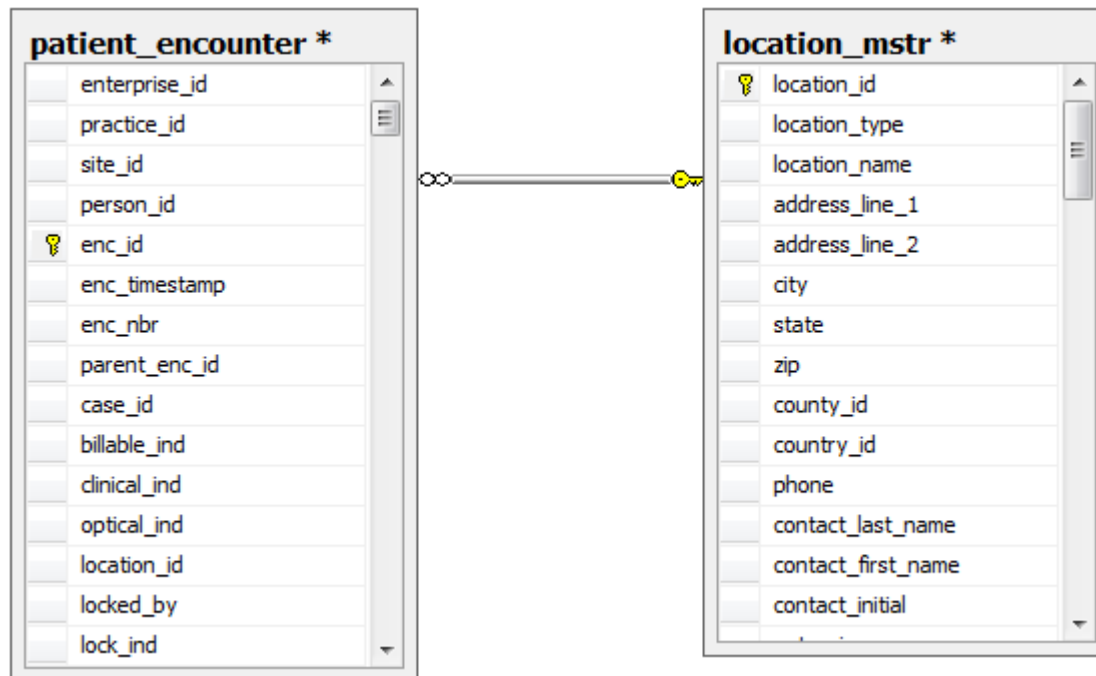 patient_encounter *
enterprise_id
practice_id
site_id
person_id
enc_id
enc_timestamp
enc_nbr
parent_enc_id
case_id
billable_ind
clinical_ind
optical_ind
location_id
locked_by
lock_ind
location_mstr *
location_id
location_type
location_name
address_line_1
address_line_2
city
state
zip
county_id
country_id
phone
contact_last_name
contact_first_name
contact_initial